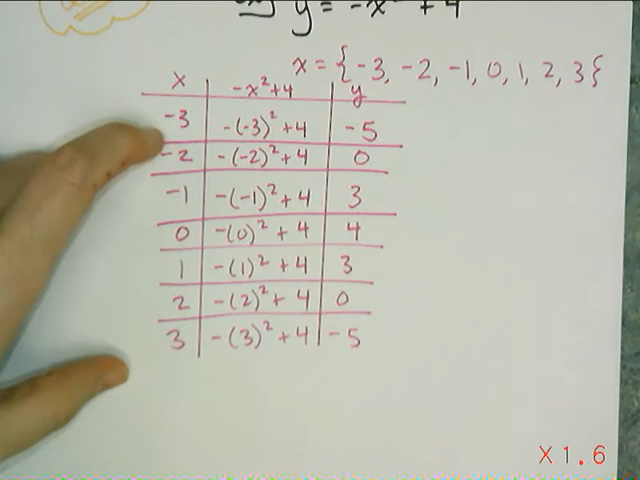 y = -x² + 4
x = {-3, -2, -1, 0, 1, 2, 3}
x -x²+4 y
-3 -(-3)² +4 -5
-2 -(-2)² +4 0
-1 -(-1)² +4 3
0 -(0)² + 4 4
1 -(1)² +4 3
2 -(2)² + 4 0
3 -(3)² +4 -5
X1.6